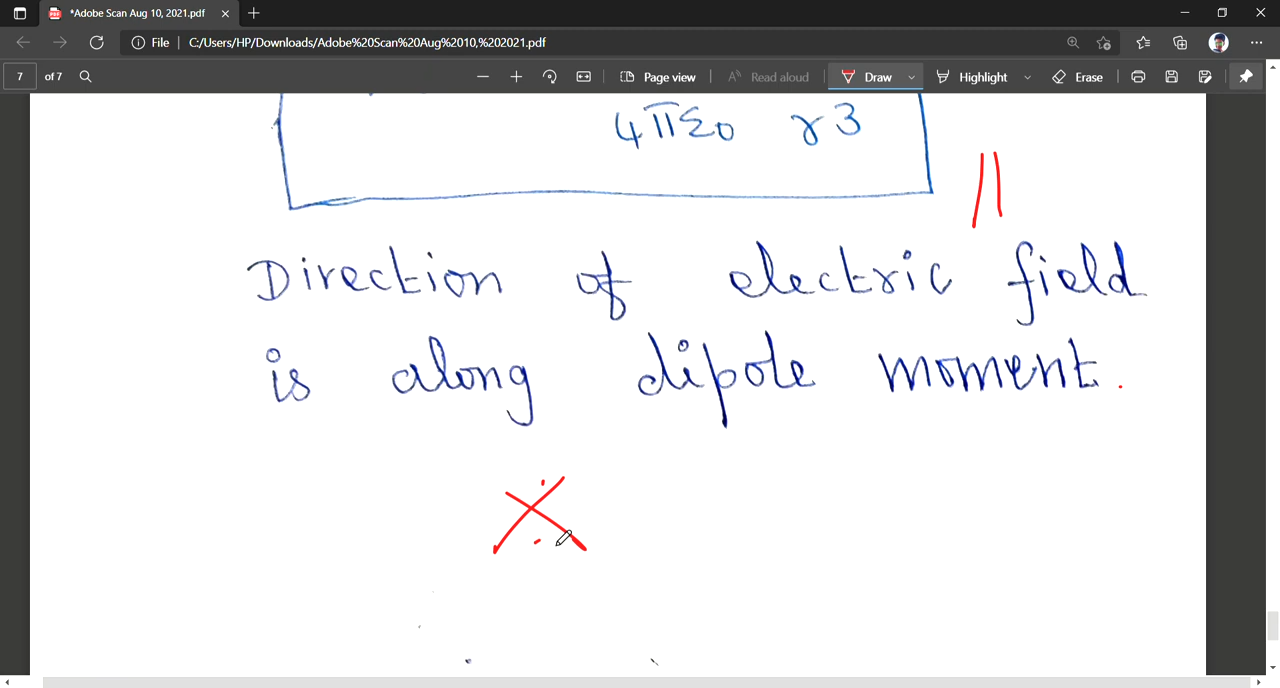 *Adobe Scan Aug 10, 2021.pdf
File C:/Users/HP/Downloads/Adobe%20Scan%20Aug%2010,%202021.pdf
7 of 7 Page view Read aloud Draw Highlight Erase
4πε0 r3
Direction of electric field
is along dipole moment.